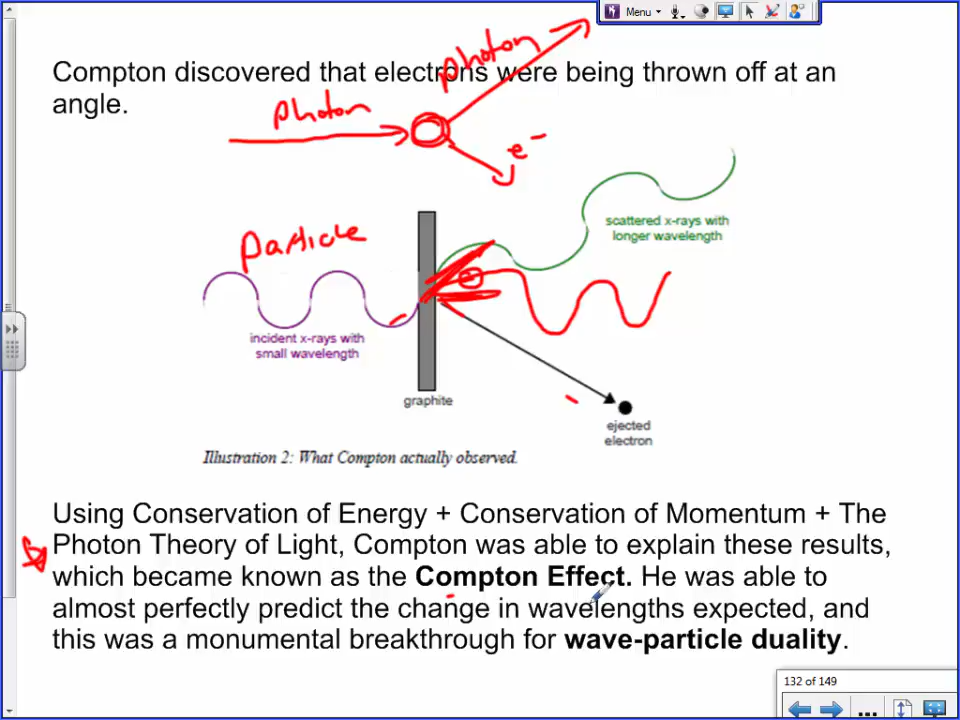 Menu
photon
Compton discovered that electrons were being thrown off at an
angle.
photon
e-
particle
scattered x-rays with
longer wavelength
incident x-rays with
small wavelength
graphite
ejected
electron
Illustration 2: What Compton actually observed.
Using Conservation of Energy + Conservation of Momentum + The
Photon Theory of Light, Compton was able to explain these results,
which became known as the Compton Effect. He was able to
almost perfectly predict the change in wavelengths expected, and
this was a monumental breakthrough for wave-particle duality.
132 of 149